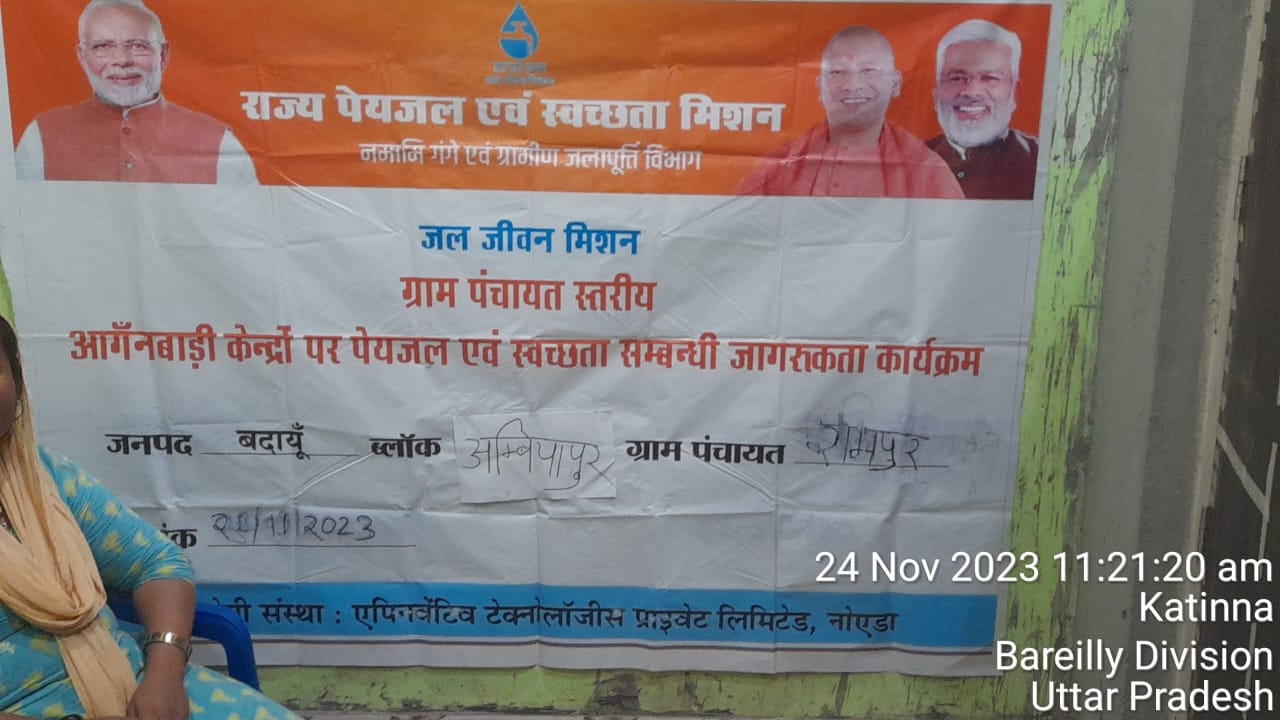 राज्य पेयजल एवं स्वच्छता मिशन
नमामि गंगे एवं ग्रामीण जलापूर्ति विभाग
जल जीवन मिशन
ग्राम पंचायत स्तरीय
आगँनबाड़ी केन्द्रों पर पेयजल एवं स्वच्छता सम्बन्धी जागरुकता कार्यक्रम
जनपद बदायूँ ब्लॉक अम्बियापुर ग्राम पंचायत
/11/2023
संस्था : एपिनवेंटिव टेक्नोलॉजीस प्राइवेट लिमिटेड, नोएडा
24 Nov 2023 11:21:20 am
Katinna
Bareilly Division
Uttar Pradesh